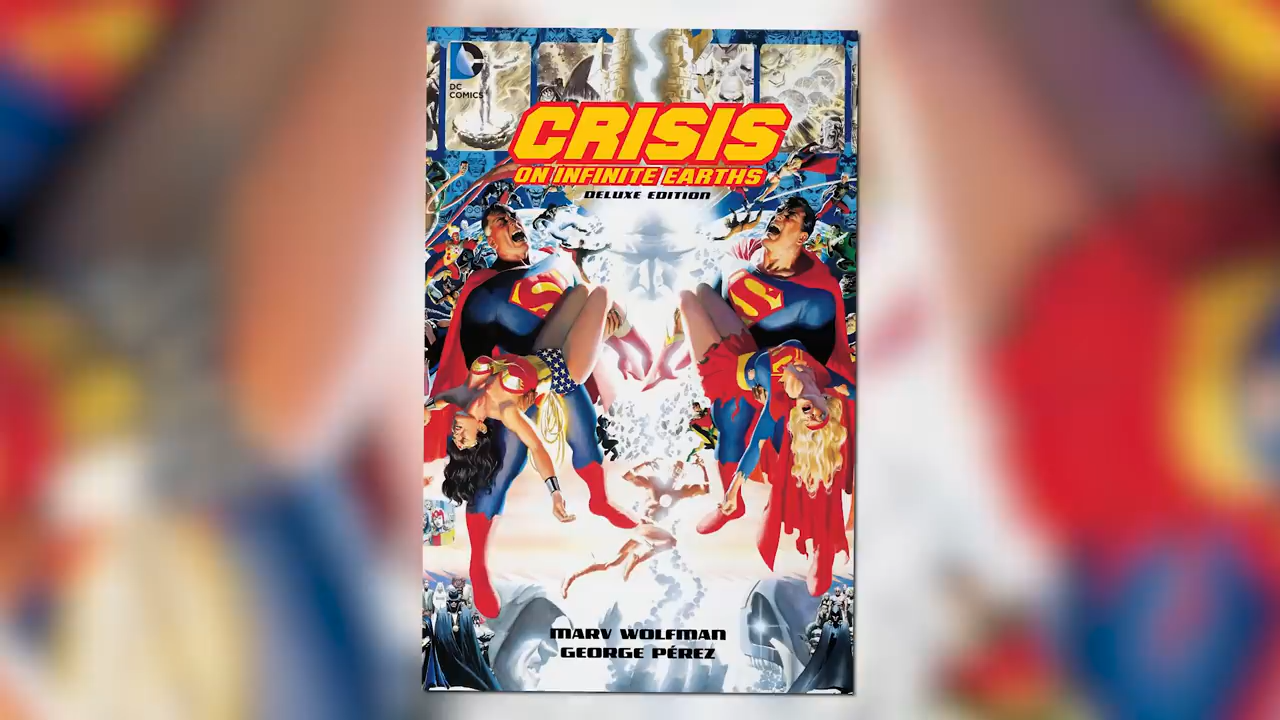 DC
COMICS
CRISIS
ON INFINITE EARTHS
DELUXE EDITION
MARV WOLFMAN
GEORGE PÉREZ